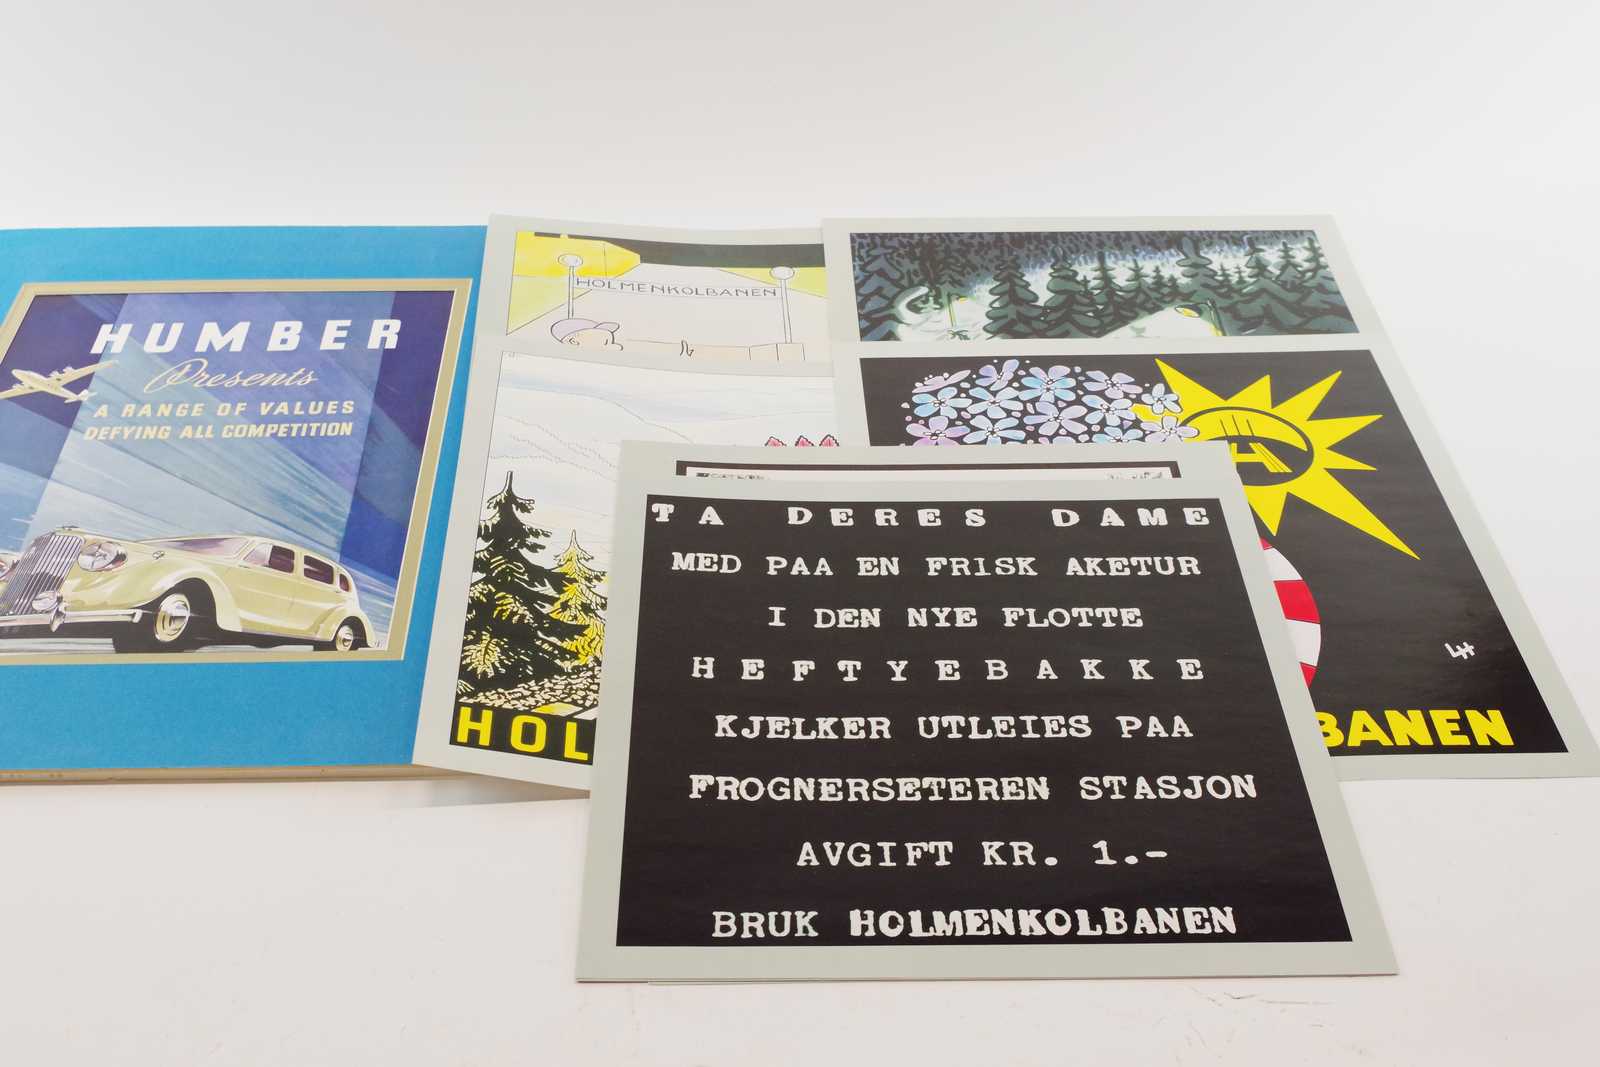 HUMBER
Presents
A RANGE OF VALUES
DEFYING ALL COMPETITION
HOLMENKOLBANEN
HOL
H
LH
BANEN
TA DERES DAME
MED PAA EN FRISK AKETUR
I DEN NYE FLOTTE
HEFTYEBAKKE
KJELKER UTLEIES PAA
FROGNERSETEREN STASJON
AVGIFT KR. 1.-
BRUK HOLMENKOLBANEN